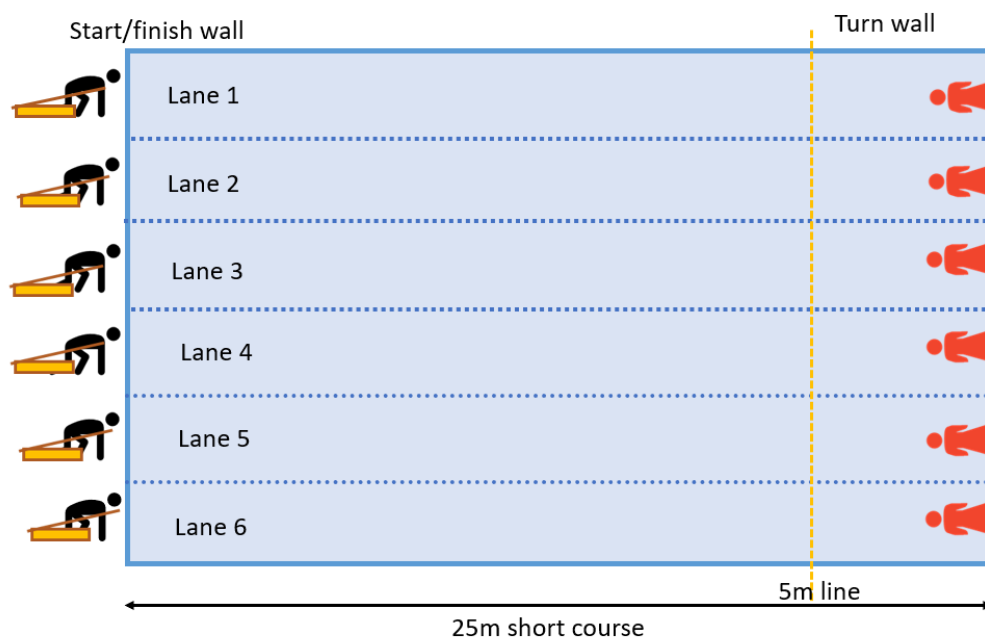 Start/finish wall
Turn wall
Lane 1
Lane 2
Lane 3
Lane 4
Lane 5
Lane 6
5m line
25m short course